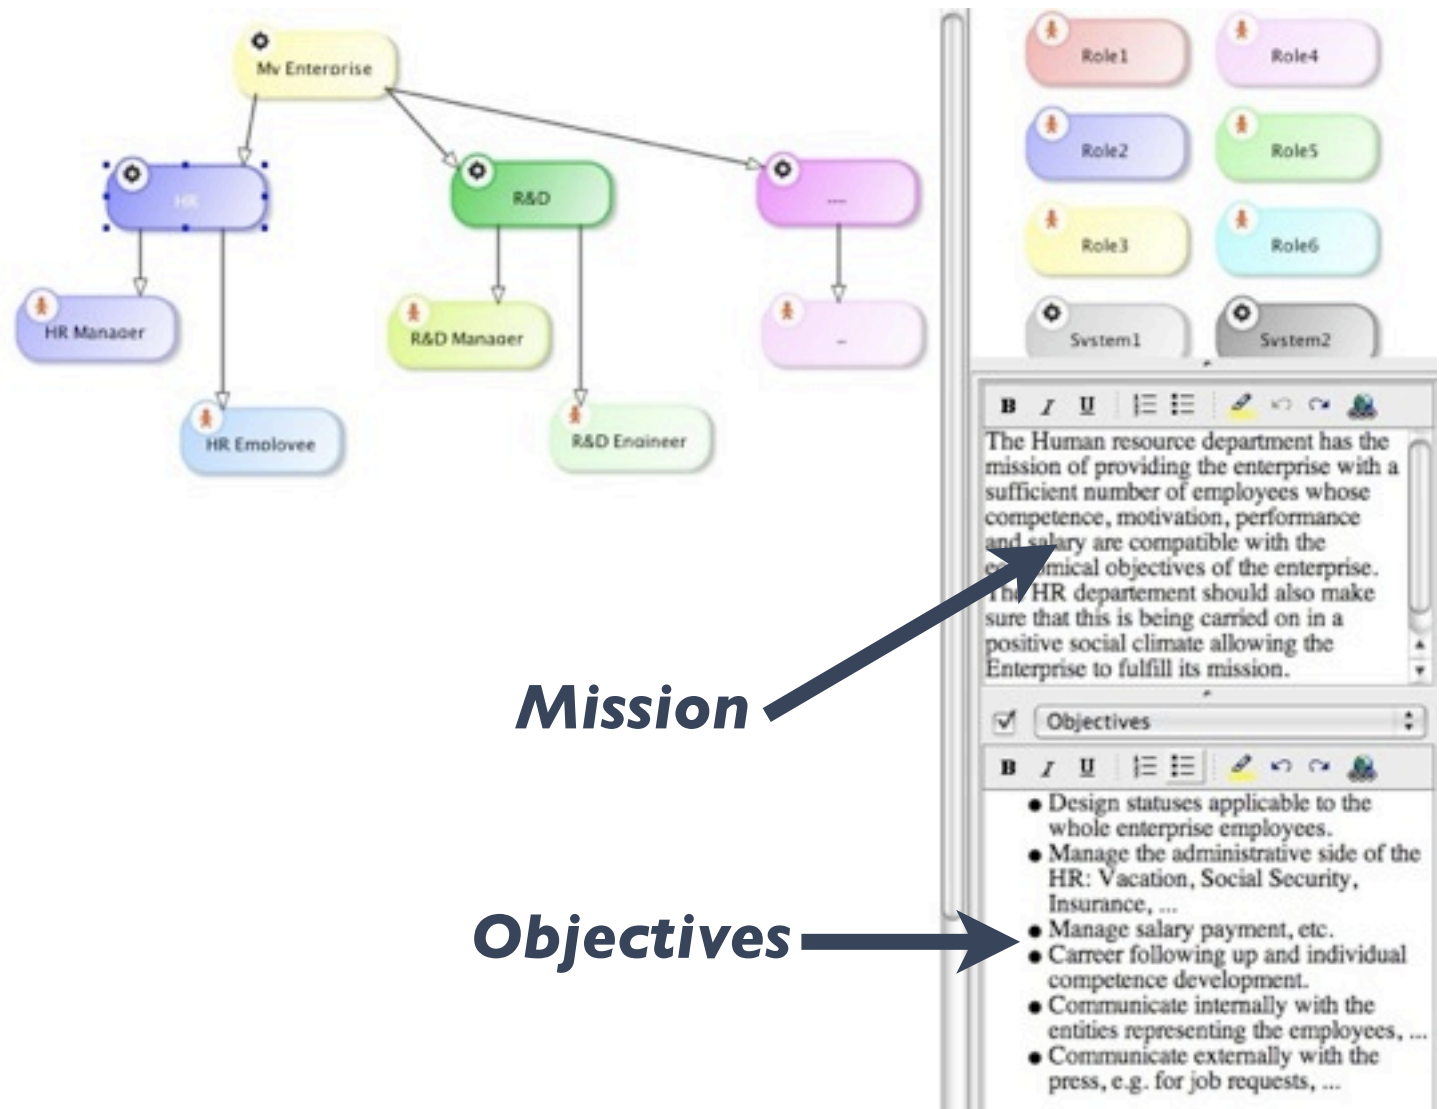 My Enterprise
HR
R&D
....
HR Manager
R&D Manager
..
HR Employee
R&D Engineer
Role1
Role4
Role2
Role5
Role3
Role6
System1
System2
B I U
The Human resource department has the
mission of providing the enterprise with a
sufficient number of employees whose
competence, motivation, performance
and salary are compatible with the
economical objectives of the enterprise.
The HR departement should also make
sure that this is being carried on in a
positive social climate allowing the
Enterprise to fulfill its mission.
Mission
Objectives
B I U
● Design statuses applicable to the
whole enterprise employees.
● Manage the administrative side of the
HR: Vacation, Social Security,
Insurance, ...
● Manage salary payment, etc.
● Carreer following up and individual
competence development.
● Communicate internally with the
entities representing the employees, ...
● Communicate externally with the
press, e.g. for job requests, ...
Objectives